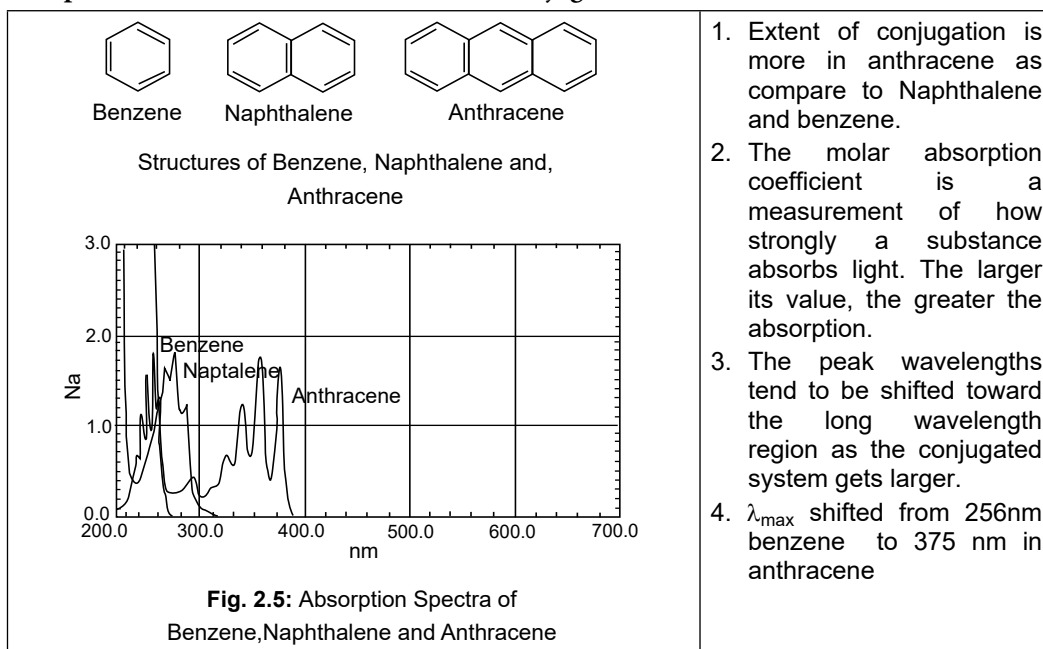 Benzene
Naphthalene
Anthracene
Structures of Benzene, Naphthalene and,
Anthracene
3.0
2.0
1.0
0.0
Na
Benzene
Naptalene
Anthracene
200.0 300.0 400.0 500.0 600.0 700.0
nm
Fig. 2.5: Absorption Spectra of
Benzene,Naphthalene and Anthracene
1. Extent of conjugation is
more in anthracene as
compare to Naphthalene
and benzene.
2. The molar absorption
coefficient is a
measurement of how
strongly a substance
absorbs light. The larger
its value, the greater the
absorption.
3. The peak wavelengths
tend to be shifted toward
the long wavelength
region as the conjugated
system gets larger.
4. λmax shifted from 256nm
benzene to 375 nm in
anthracene